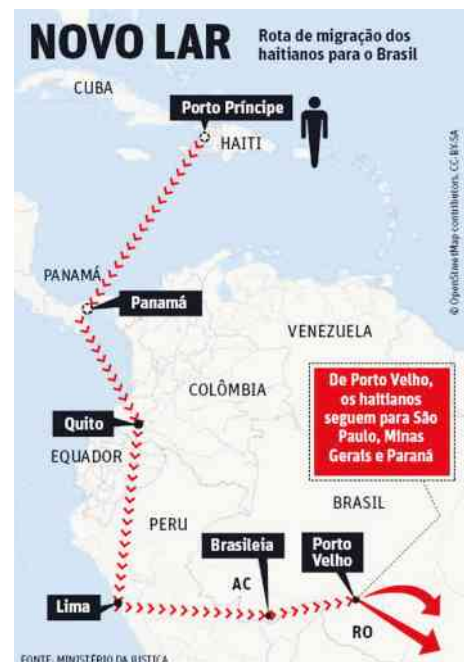 NOVO LAR
Rota de migração dos
haitianos para o Brasil
CUBA
Porto Príncipe
HAITI
© OpenStreetMap contributors, CC-BY-SA
PANAMÁ
Panamá
VENEZUELA
COLÔMBIA
De Porto Velho,
os haitianos
seguem para São
Paulo, Minas
Gerais e Paraná
Quito
EQUADOR
BRASIL
PERU
Brasileia
Porto
Velho
AC
Lima
RO
FONTE: MINISTÉRIO DA JUSTIÇA